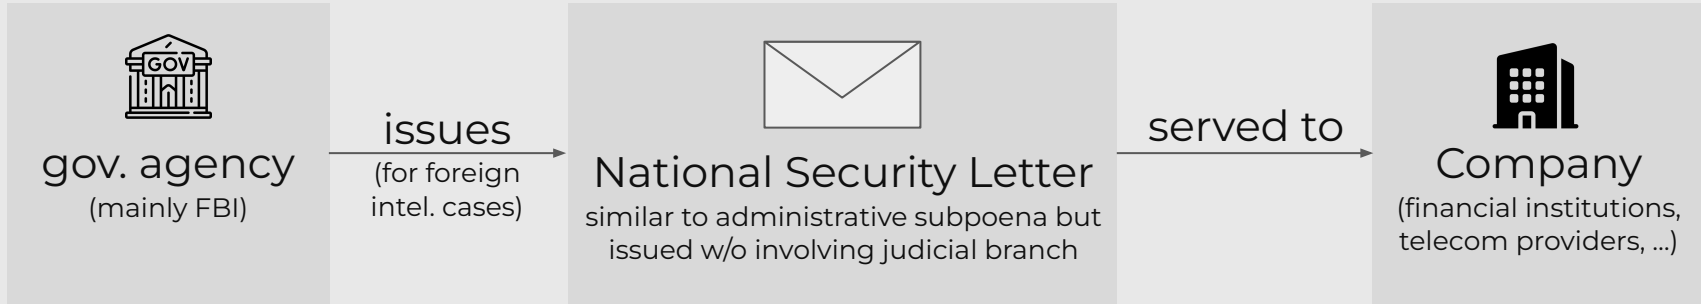 GOV
gov. agency
(mainly FBI)
issues
(for foreign
intel. cases)
National Security Letter
similar to administrative subpoena but
issued w/o involving judicial branch
served to
Company
(financial institutions,
telecom providers, ...)